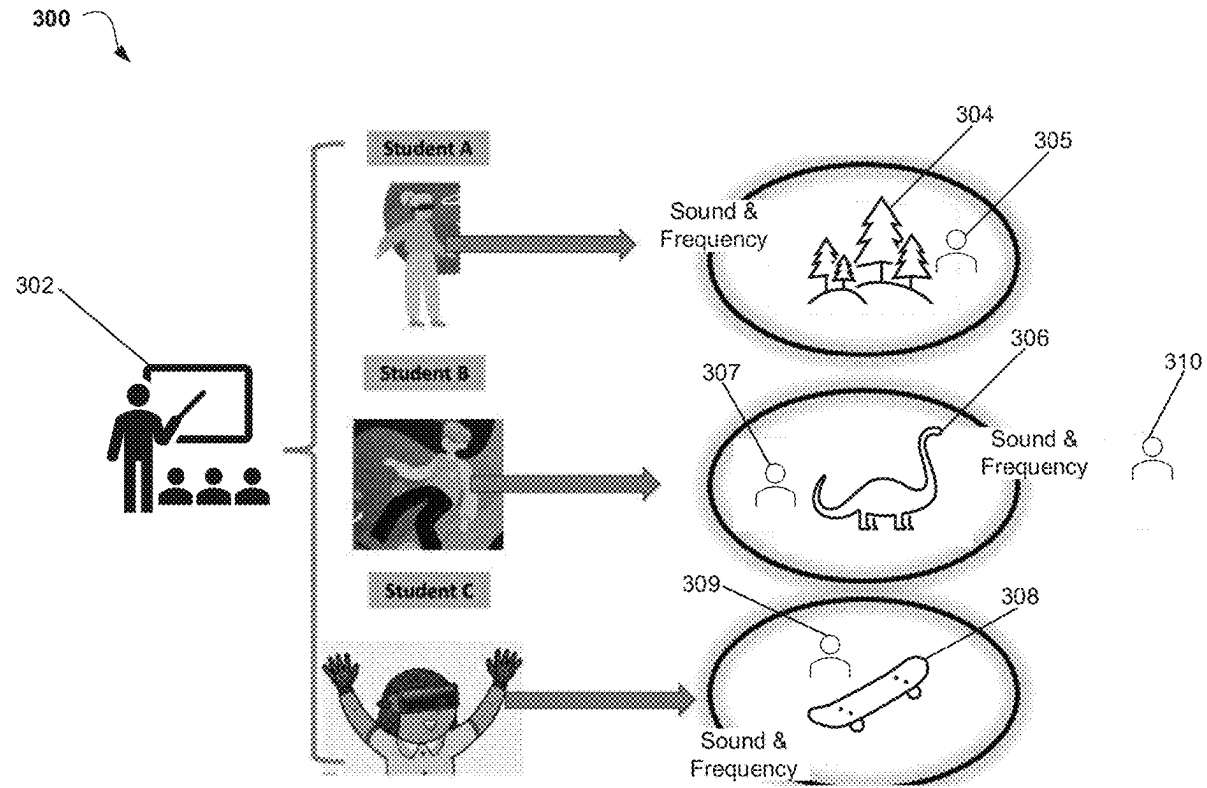 300
304
305
Student A
Sound &
Frequency
302
Student B
306
307
310
Sound &
Frequency
Student C
309
308
Sound &
Frequency